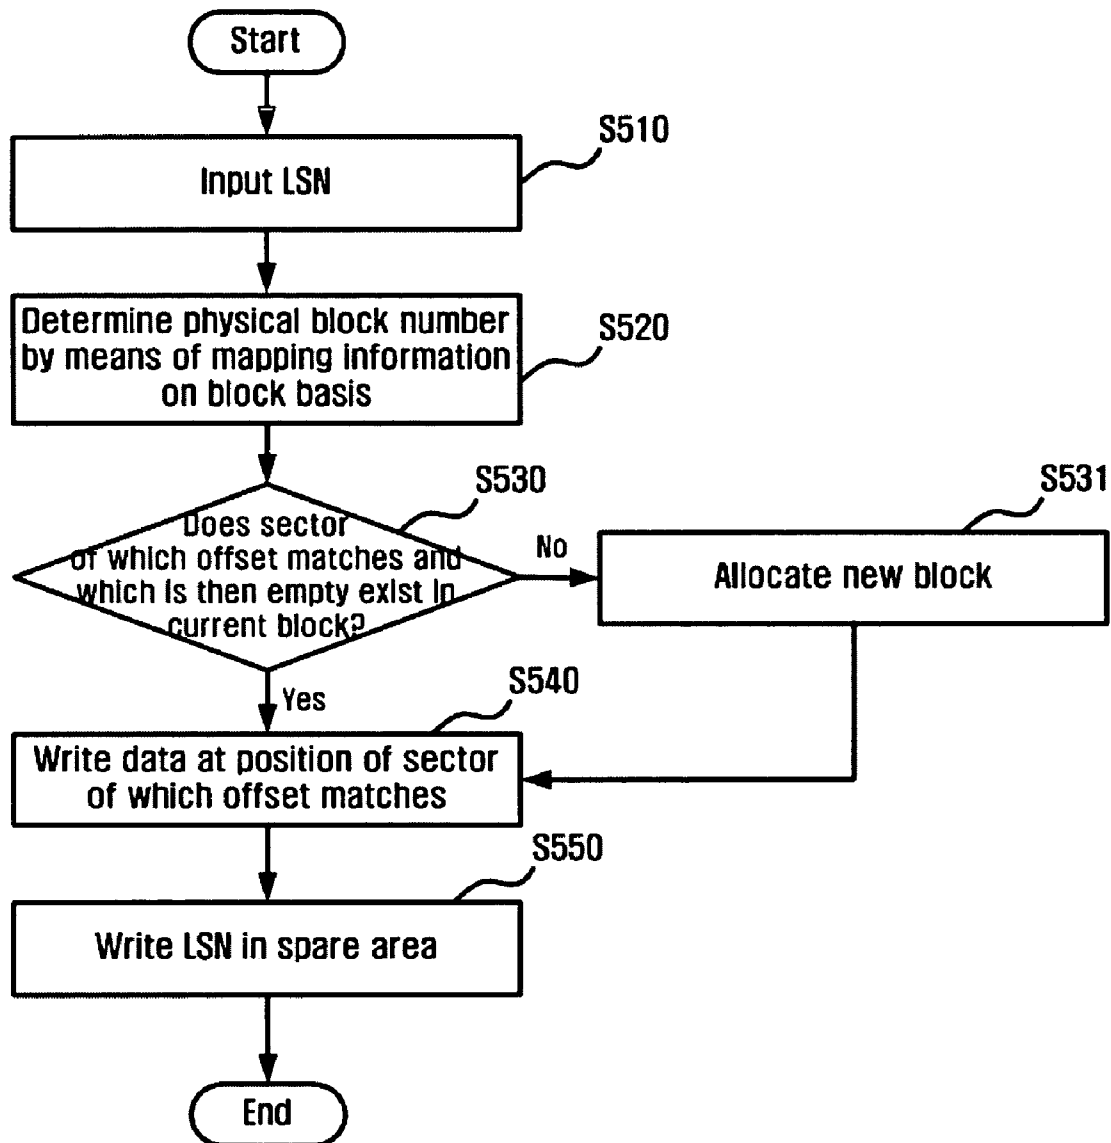 Start
S510
Input LSN
Determine physical block number
by means of mapping information
on block basis
S520
S530
Does sector
of which offset matches and
which is then empty exist in
current block?
No
S531
Allocate new block
Yes
S540
Write data at position of sector
of which offset matches
S550
Write LSN in spare area
End